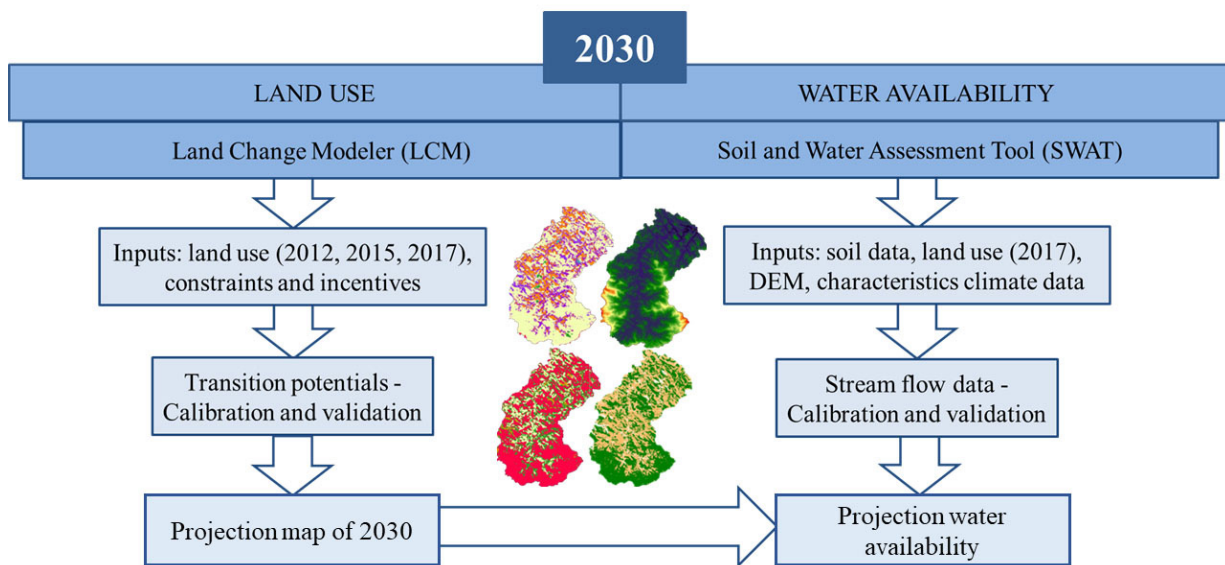 2030
LAND USE
WATER AVAILABILITY
Land Change Modeler (LCM)
Soil and Water Assessment Tool (SWAT)
Inputs: land use (2012, 2015, 2017),
constraints and incentives
Inputs: soil data, land use (2017),
DEM, characteristics climate data
Transition potentials -
Calibration and validation
Stream flow data -
Calibration and validation
Projection map of 2030
Projection water
availability